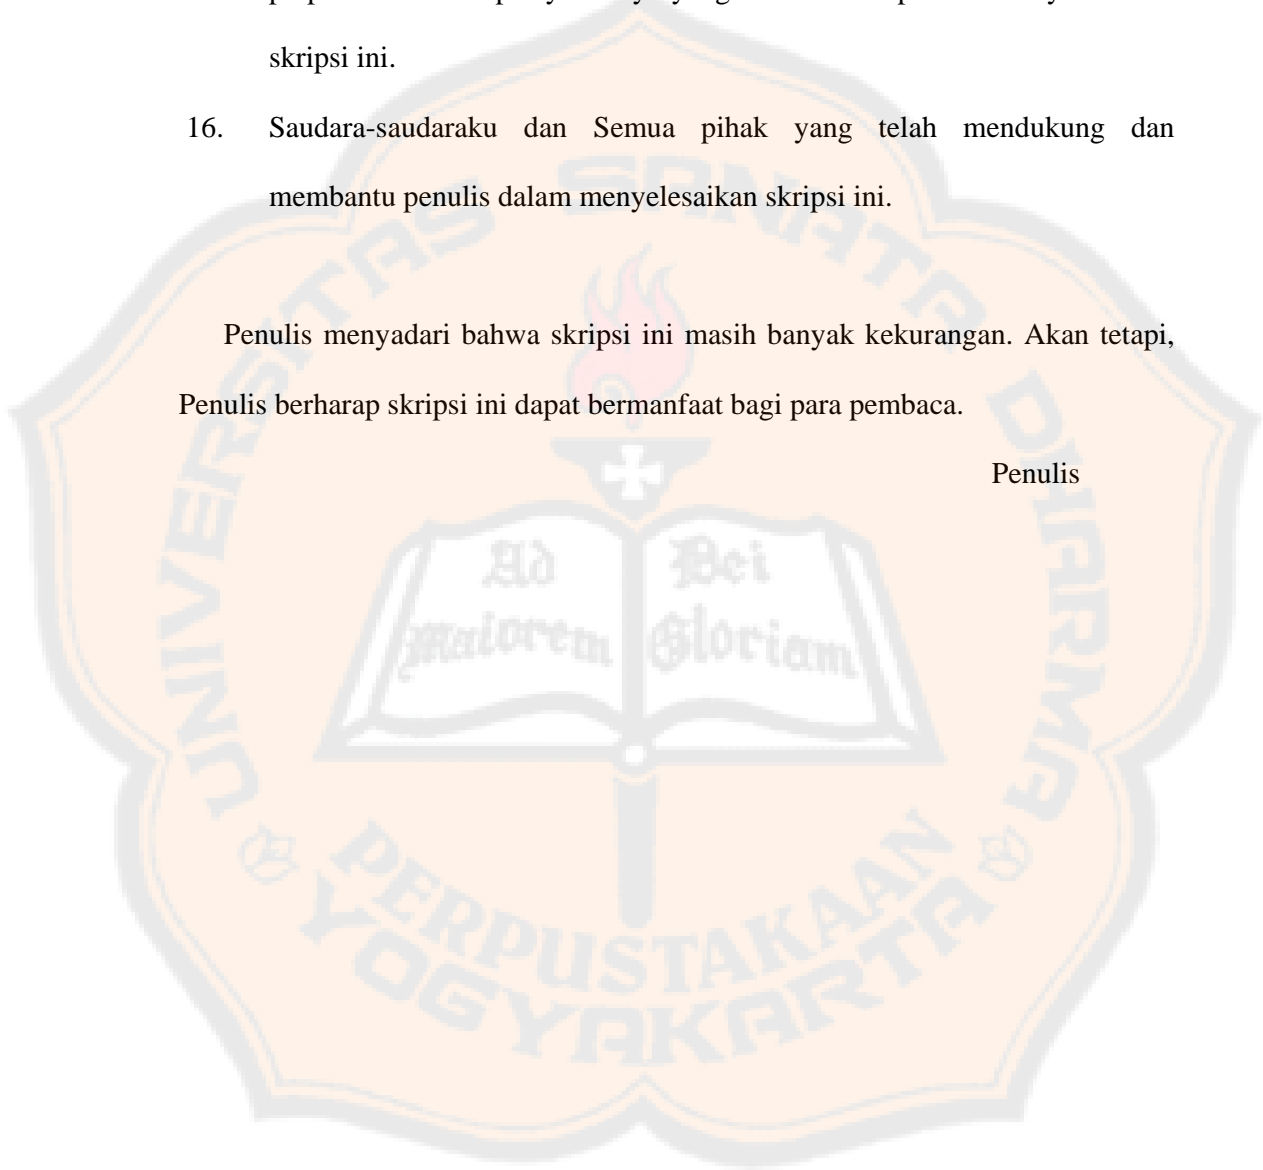 skripsi ini.
16. Saudara-saudaraku dan Semua pihak yang telah mendukung dan
membantu penulis dalam menyelesaikan skripsi ini.
Penulis menyadari bahwa skripsi ini masih banyak kekurangan. Akan tetapi,
Penulis berharap skripsi ini dapat bermanfaat bagi para pembaca.
Penulis
UNIVERSITAS SANATA DHARMA
Ad Dei
maiorem Gloriam
PERPUSTAKAAN
YOGYAKARTA